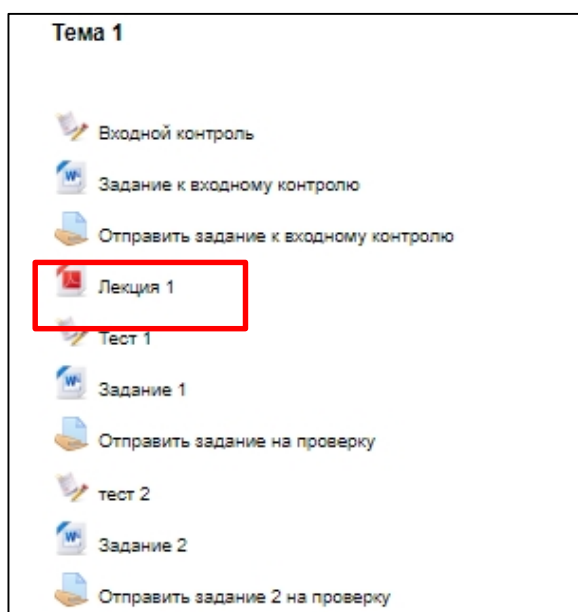 Тема 1
Входной контроль
Задание к входному контролю
Отправить задание к входному контролю
Лекция 1
Тест 1
Задание 1
Отправить задание на проверку
тест 2
Задание 2
Отправить задание 2 на проверку